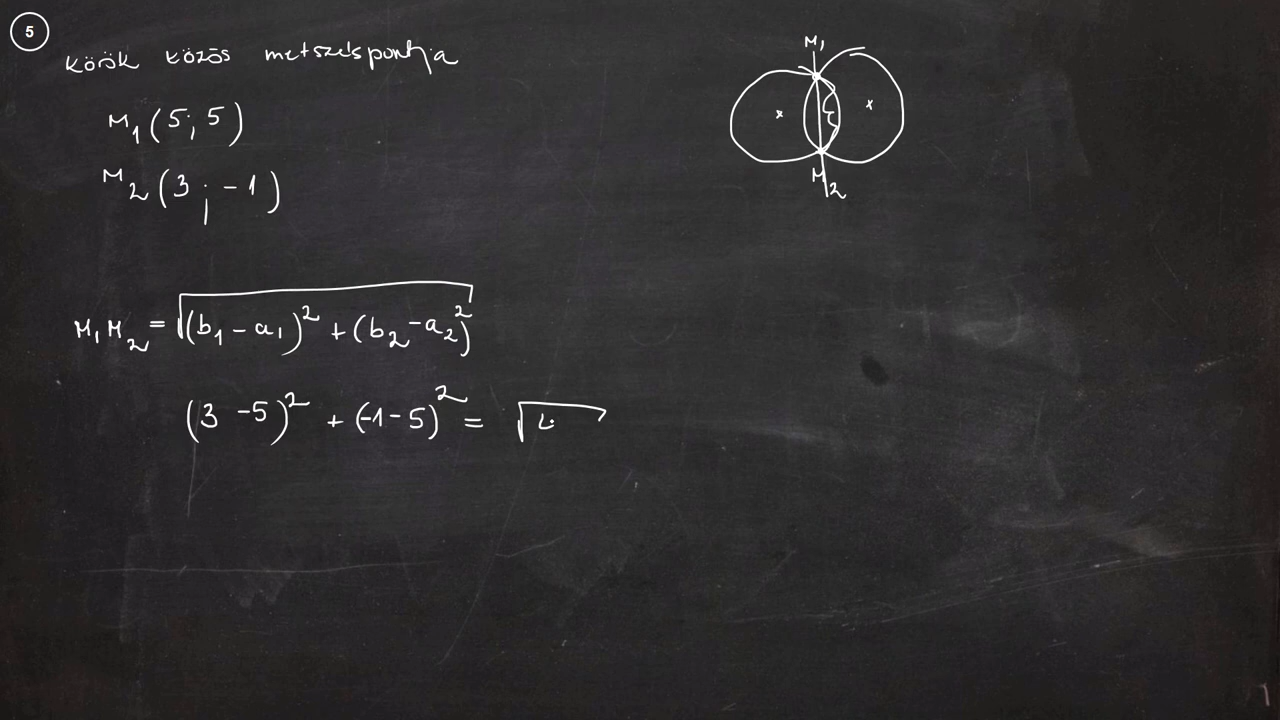 5
körök közös metszéspontja
M₁
M₁(5; 5)
M₂(3; -1)
M₂
M₁M₂ = √((b₁ - a₁)² + (b₂ - a₂)²)
(3 - 5)² + (-1 - 5)² = √